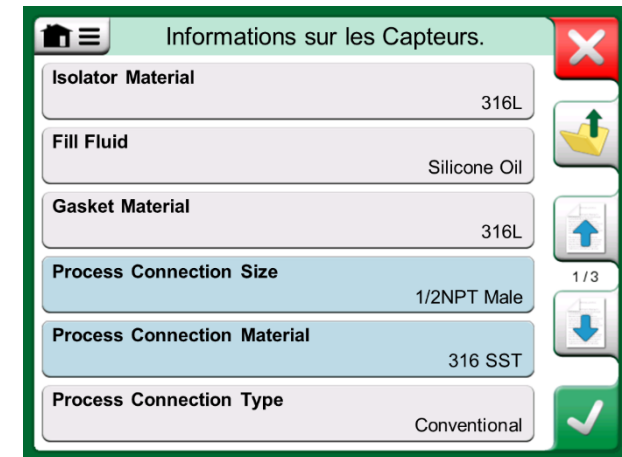 Informations sur les Capteurs.
Isolator Material
316L
Fill Fluid
Silicone Oil
Gasket Material
316L
Process Connection Size
1/2NPT Male
1/3
Process Connection Material
316 SST
Process Connection Type
Conventional